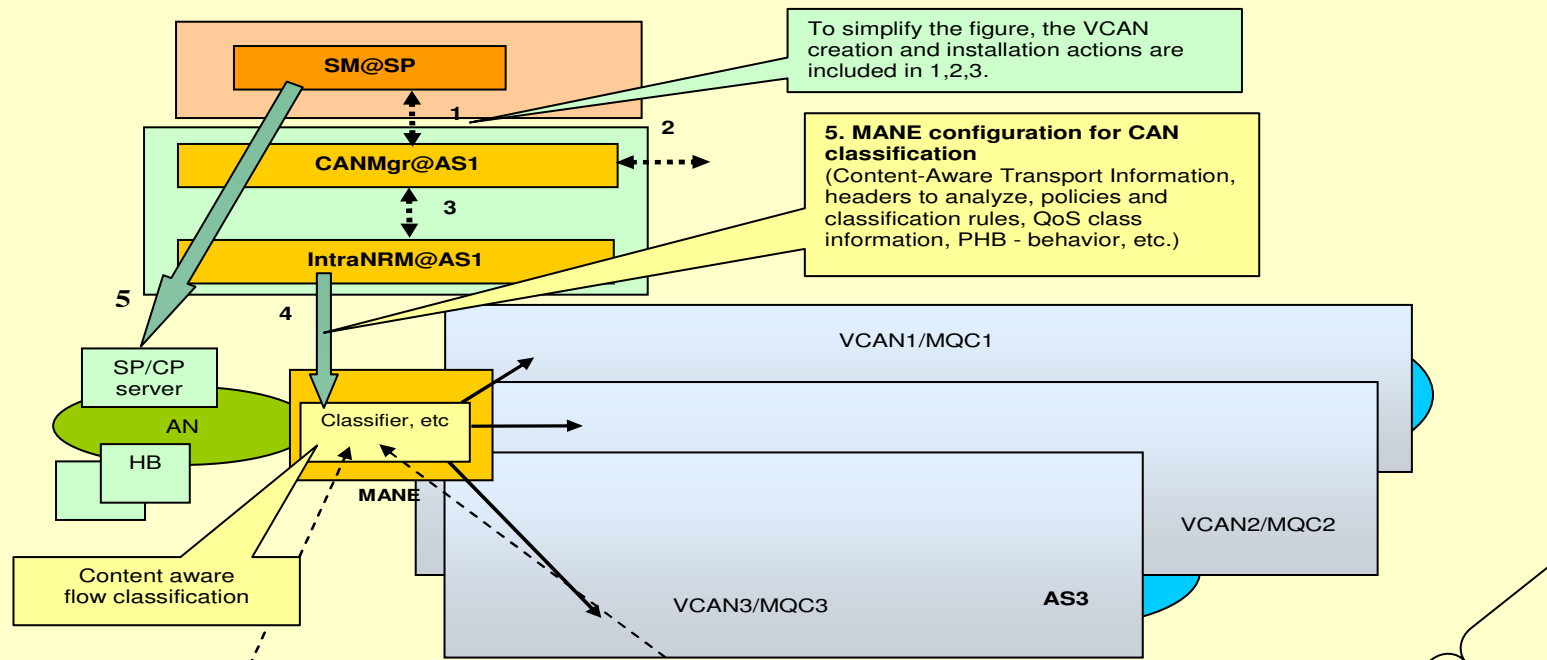 To simplify the figure, the VCAN
creation and installation actions are
included in 1,2,3.
SM@SP
1
2
CANMgr@AS1
3
IntraNRM@AS1
5. MANE configuration for CAN
classification
(Content-Aware Transport Information,
headers to analyze, policies and
classification rules, QoS class
information, PHB - behavior, etc.)
5
4
VCAN1/MQC1
SP/CP
server
AN
Classifier, etc
HB
MANE
VCAN2/MQC2
Content aware
flow classification
VCAN3/MQC3
AS3